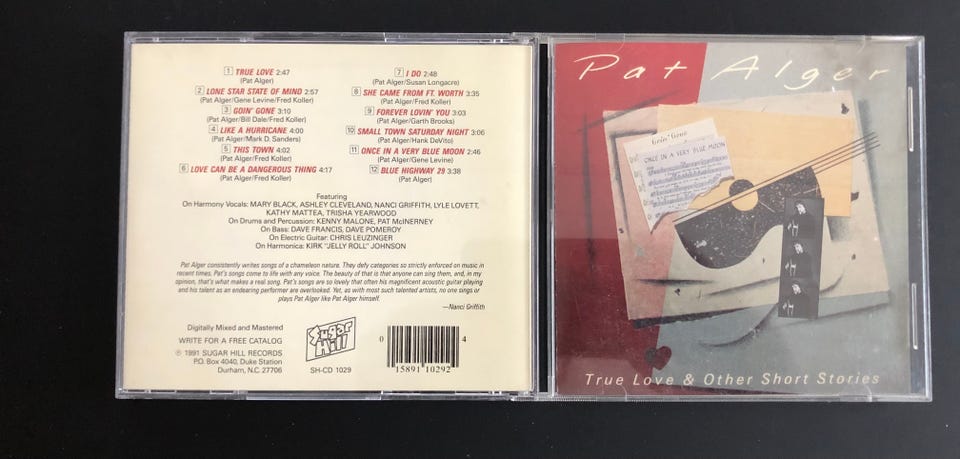 1 TRUE LOVE 2:47
(Pat Alger)
2 LONE STAR STATE OF MIND 2:57
(Pat Alger/Gene Levine/Fred Koller)
3 GOIN' GONE 3:10
(Pat Alger/Bill Dale/Fred Koller)
4 LIKE A HURRICANE 4:00
(Pat Alger/Mark D. Sanders)
5 THIS TOWN 4:02
(Pat Alger/Fred Koller)
6 LOVE CAN BE A DANGEROUS THING 4:17
(Pat Alger/Fred Koller)
7 I DO 2:48
(Pat Alger/Susan Longacre)
8 SHE CAME FROM FT. WORTH 3:35
(Pat Alger/Fred Koller)
9 FOREVER LOVIN' YOU 3:03
(Pat Alger/Garth Brooks)
10 SMALL TOWN SATURDAY NIGHT 3:06
(Pat Alger/Hank DeVito)
11 ONCE IN A VERY BLUE MOON 2:46
(Pat Alger/Gene Levine)
12 BLUE HIGHWAY 29 3:38
(Pat Alger)
Featuring
On Harmony Vocals: MARY BLACK, ASHLEY CLEVELAND, NANCI GRIFFITH, LYLE LOVETT,
KATHY MATTEA, TRISHA YEARWOOD
On Drums and Percussion: KENNY MALONE, PAT McINERNEY
On Bass: DAVE FRANCIS, DAVE POMEROY
On Electric Guitar: CHRIS LEUZINGER
On Harmonica: KIRK "JELLY ROLL" JOHNSON
Pat Alger consistently writes songs of a chameleon nature. They defy categories so strictly enforced on music in
recent times. Pat's songs come to life with any voice. The beauty of that is that anyone can sing them, and, in my
opinion, that's what makes a real song. Pat's songs are so lovely that often his magnificent acoustic guitar playing
and his talent as an endearing performer are overlooked. Yet, as with most such talented artists, no one sings or
plays Pat Alger like Pat Alger himself.
—Nanci Griffith
Digitally Mixed and Mastered
WRITE FOR A FREE CATALOG
℗ 1991 SUGAR HILL RECORDS
P.O. Box 4040, Duke Station
Durham, N.C. 27706
Sugar
Hill
SH-CD 1029
0 15891 10292 4
Pat Alger
Goin' Gone
ONCE IN A VERY BLUE MOON
True Love & Other Short Stories